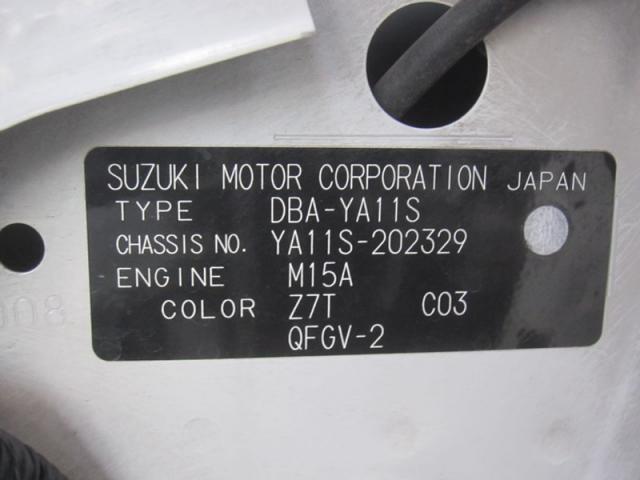 SUZUKI MOTOR CORPORATION JAPAN
TYPE DBA-YA11S
CHASSIS NO. YA11S-202329
ENGINE M15A
COLOR Z7T C03
QFGV-2